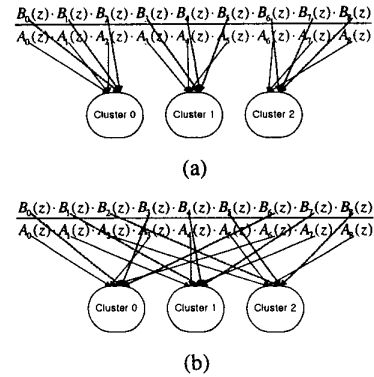 B₀(z)·B₁(z)·B₂(z)·B₃(z)·B₄(z)·B₅(z)·B₆(z)·B₇(z)·B₈(z)
A₀(z)·A₁(z)·A₂(z)·A₃(z)·A₄(z)·A₅(z)·A₆(z)·A₇(z)·A₈(z)
Cluster 0 Cluster 1 Cluster 2
(a)
B₀(z)·B₁(z)·B₂(z)·B₃(z)·B₄(z)·B₅(z)·B₆(z)·B₇(z)·B₈(z)
A₀(z)·A₁(z)·A₂(z)·A₃(z)·A₄(z)·A₅(z)·A₆(z)·A₇(z)·A₈(z)
Cluster 0 Cluster 1 Cluster 2
(b)